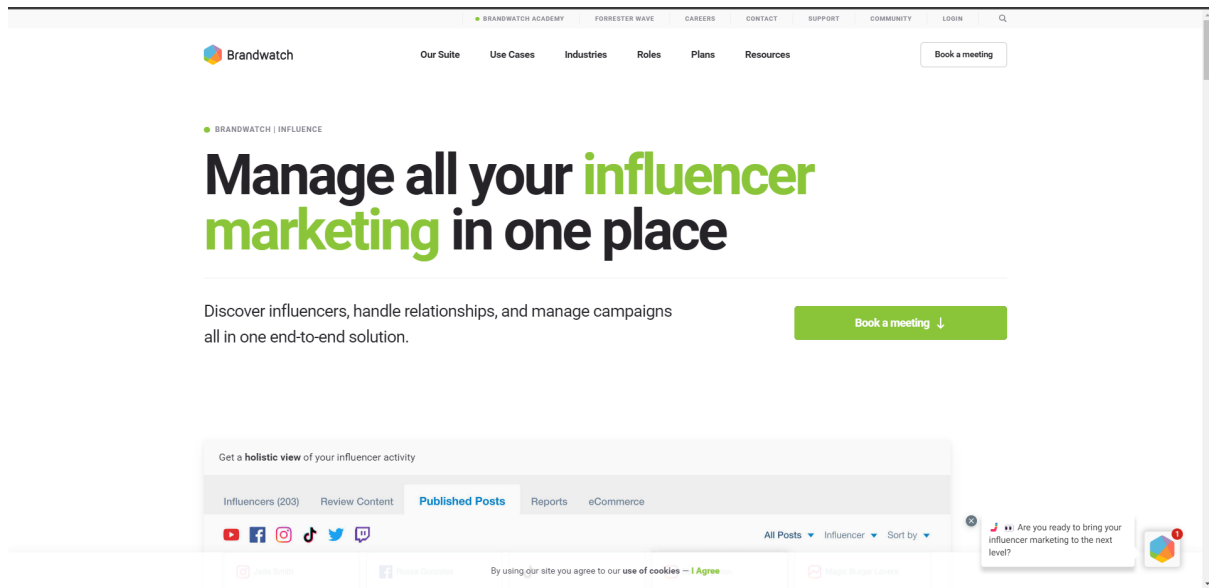 BRANDWATCH ACADEMY FORRESTER WAVE CAREERS CONTACT SUPPORT COMMUNITY LOGIN
Brandwatch Our Suite Use Cases Industries Roles Plans Resources Book a meeting
BRANDWATCH | INFLUENCE
Manage all your influencer
marketing in one place
Discover influencers, handle relationships, and manage campaigns
all in one end-to-end solution.
Book a meeting ↓
Get a holistic view of your influencer activity
Influencers (203) Review Content Published Posts Reports eCommerce
All Posts Influencer Sort by
Are you ready to bring your
influencer marketing to the next
level?
1
By using our site you agree to our use of cookies — I Agree